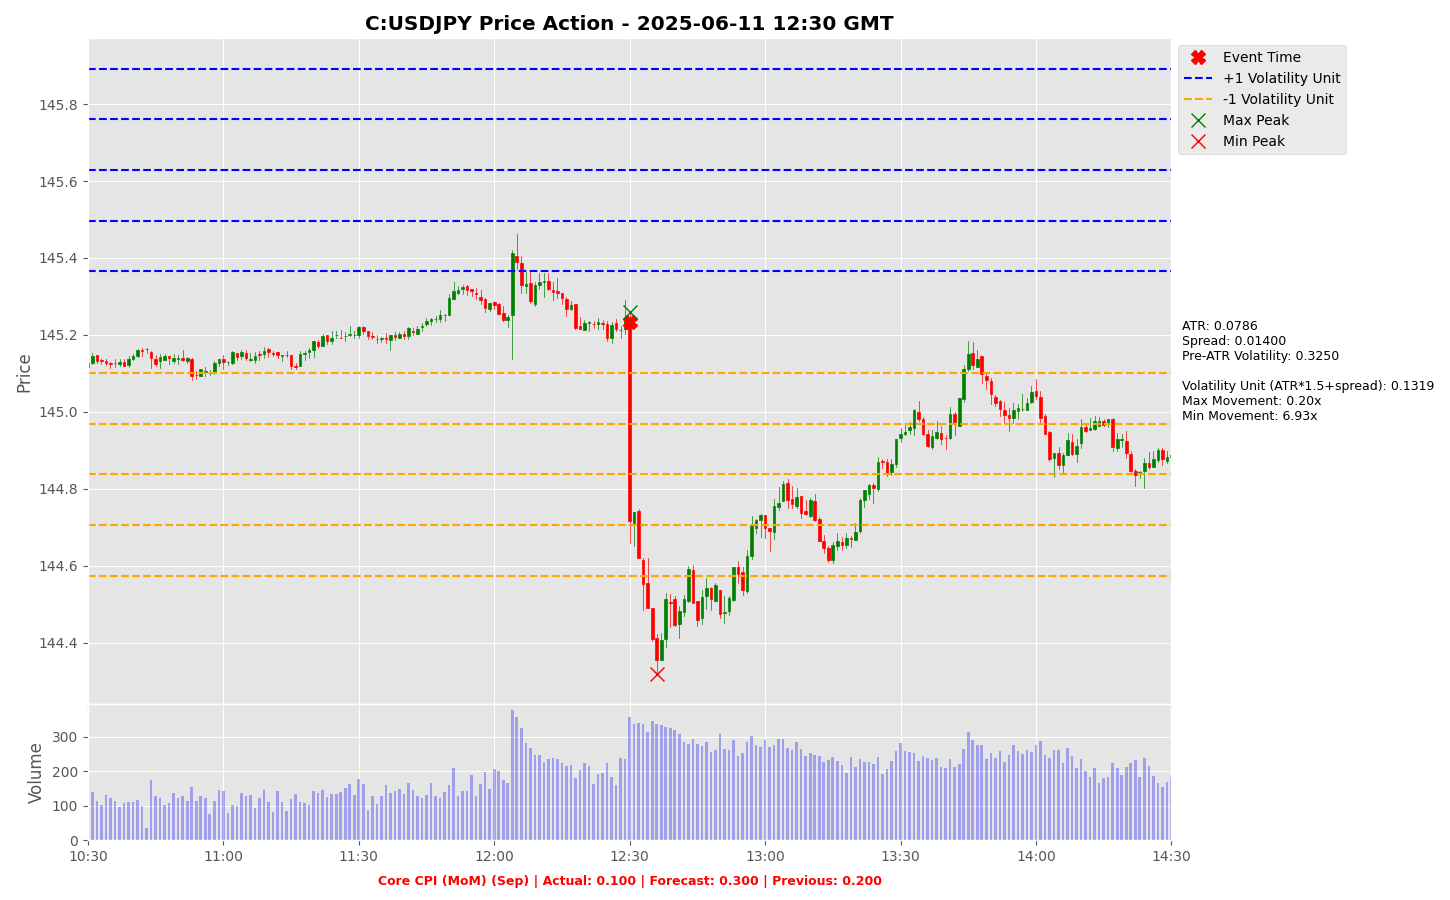 C:USDJPY Price Action - 2025-06-11 12:30 GMT
Event Time
+1 Volatility Unit
-1 Volatility Unit
Max Peak
Min Peak
Price
145.8
145.6
145.4
145.2
145.0
144.8
144.6
144.4
ATR: 0.0786
Spread: 0.01400
Pre-ATR Volatility: 0.3250
Volatility Unit (ATR*1.5+spread): 0.1319
Max Movement: 0.20x
Min Movement: 6.93x
Volume
300
200
100
0
10:30 11:00 11:30 12:00 12:30 13:00 13:30 14:00 14:30
Core CPI (MoM) (Sep) | Actual: 0.100 | Forecast: 0.300 | Previous: 0.200